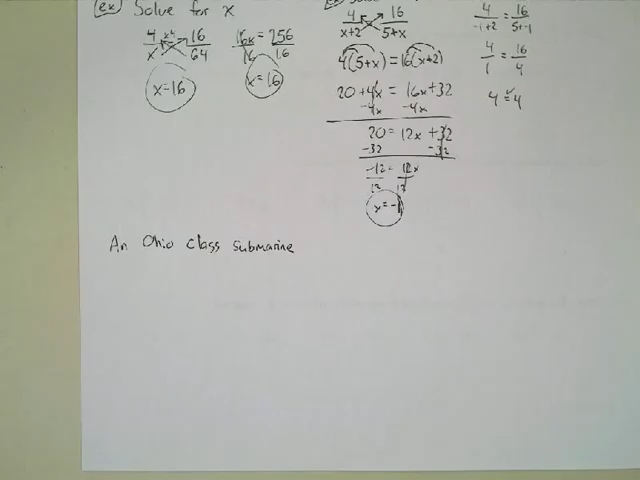 ex) Solve for x
4/x = 16/64
x4
16x = 256
16 16
x=16
x=16
4/x+2 = 16/5+x
4(5+x) = 16(x+2)
20 + 4x = 16x + 32
-4x -4x
20 = 12x + 32
-32 -32
-12 = 12x
12 12
x = -1
4/-1+2 = 16/5+-1
4/1 = 16/4
4 = 4
An Ohio class submarine